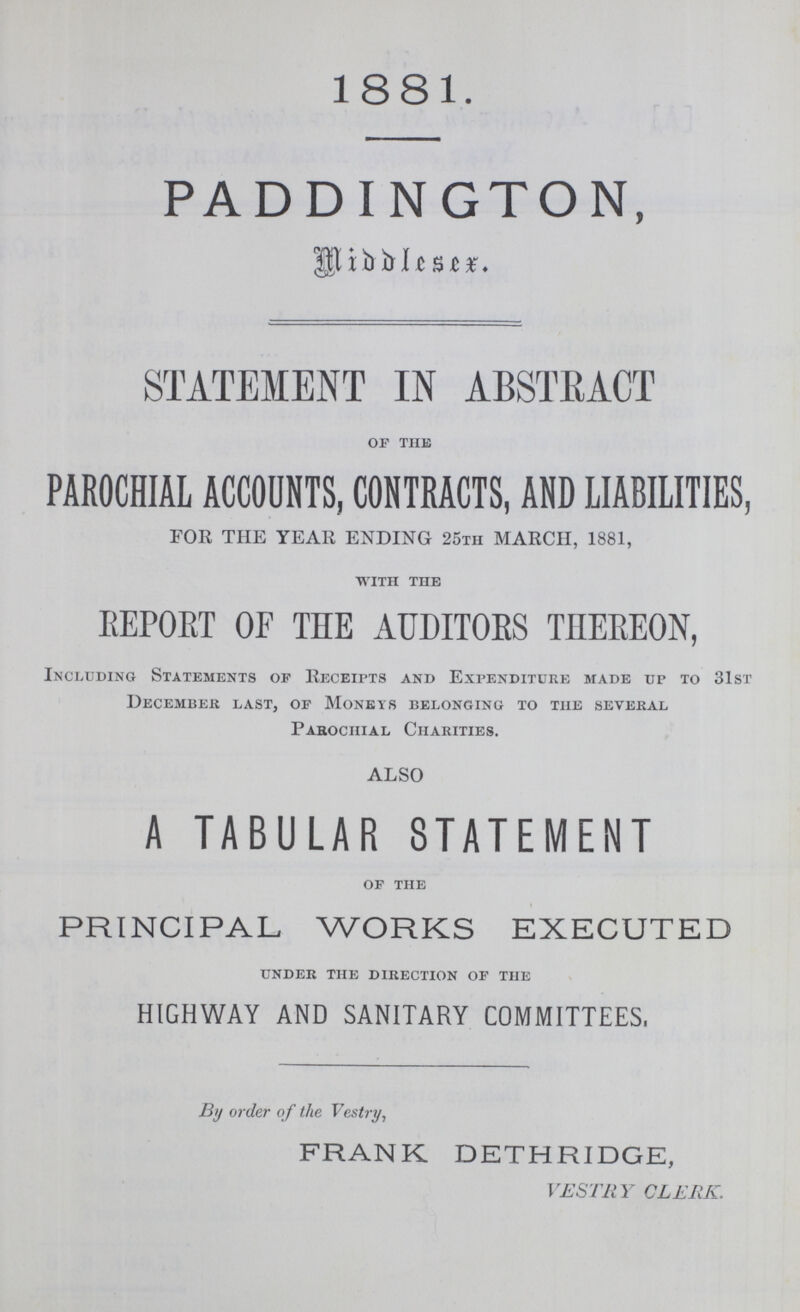 1881.
PADDINGTON,
Middlesex.
STATEMENT IN ABSTRACT
OF THE
PAROCHIAL ACCOUNTS, CONTRACTS, AND LIABILITIES,
FOR THE YEAR ENDING 25TH MARCH, 1881,
WITH THE
REPORT OF THE AUDITORS THEREON,
INCLUDING STATEMENTS OF RECEIPTS AND EXPENDITURE MADE UP TO 31ST
DECEMBER LAST, OF MONEYS BELONGING TO THE SEVERAL
PAROCHIAL CHARITIES.
ALSO
A TABULAR STATEMENT
OF THE
PRINCIPAL WORKS EXECUTED
UNDER THE DIRECTION OF THE
HIGHWAY AND SANITARY COMMITTEES.
By order of the Vestry,
FRANK DETHRIDGE,
VESTRY CLERK.